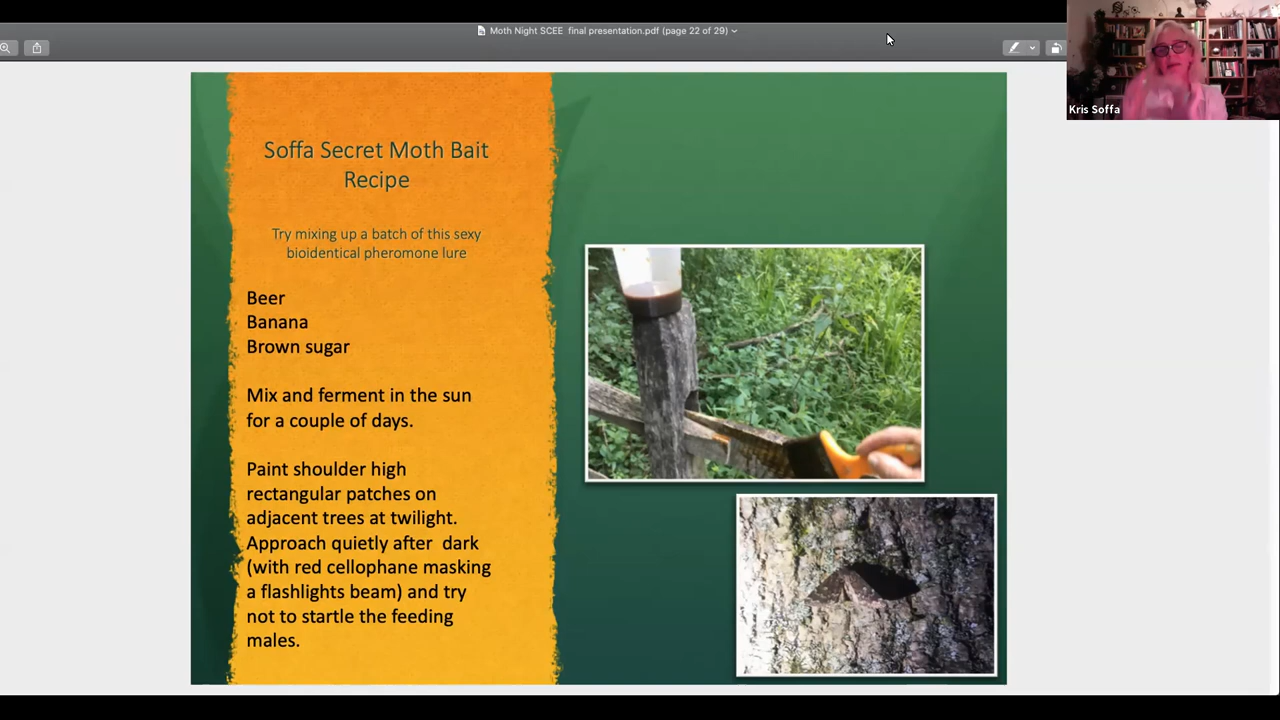 Moth Night SCEE  final presentation.pdf (page 22 of 29)
Kris Soffa
Soffa Secret Moth Bait
Recipe
Try mixing up a batch of this sexy
bioidentical pheromone lure
Beer
Banana
Brown sugar
Mix and ferment in the sun
for a couple of days.
Paint shoulder high
rectangular patches on
adjacent trees at twilight.
Approach quietly after  dark
(with red cellophane masking
a flashlights beam) and try
not to startle the feeding
males.